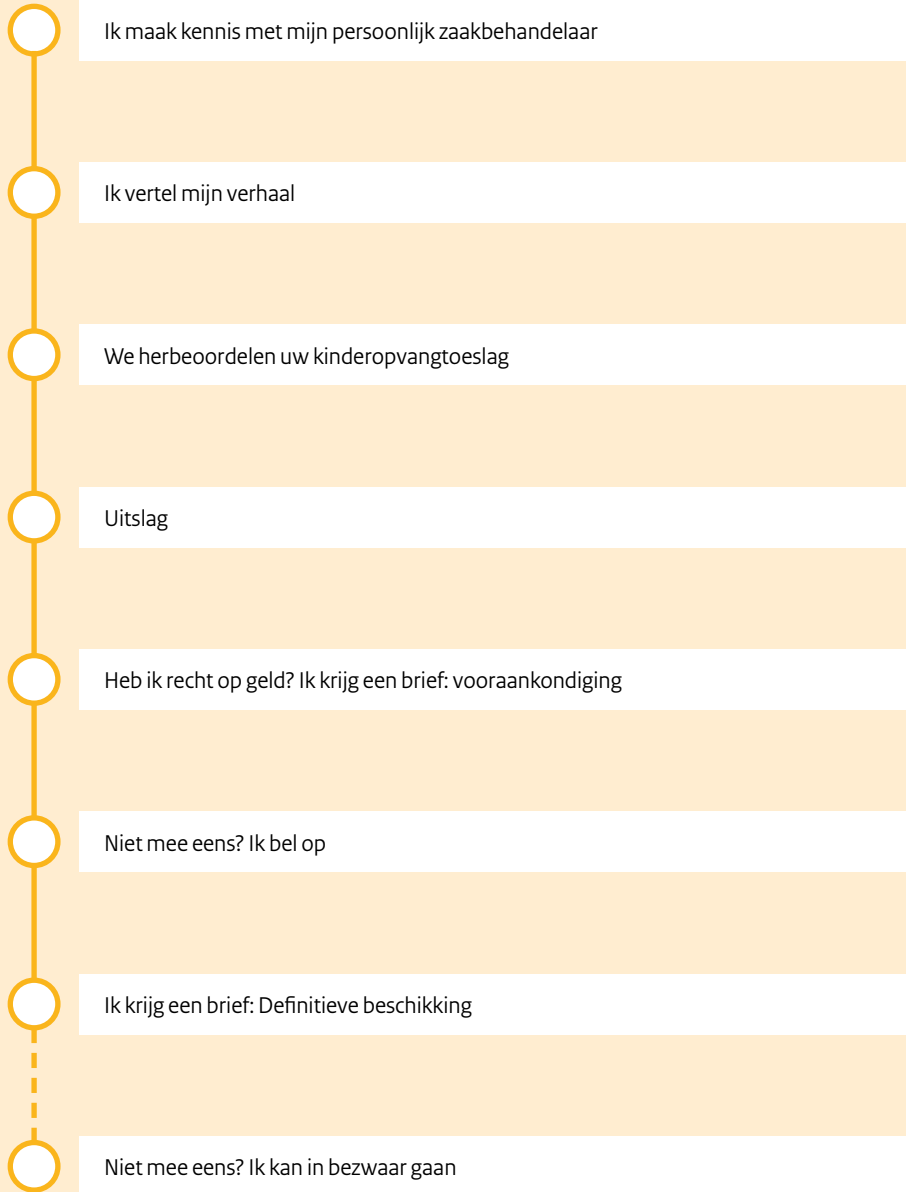 Ik maak kennis met mijn persoonlijk zaakbehandelaar
Ik vertel mijn verhaal
We herbeoordelen uw kinderopvangtoeslag
Uitslag
Heb ik recht op geld? Ik krijg een brief: vooraankondiging
Niet mee eens? Ik bel op
Ik krijg een brief: Definitieve beschikking
Niet mee eens? Ik kan in bezwaar gaan